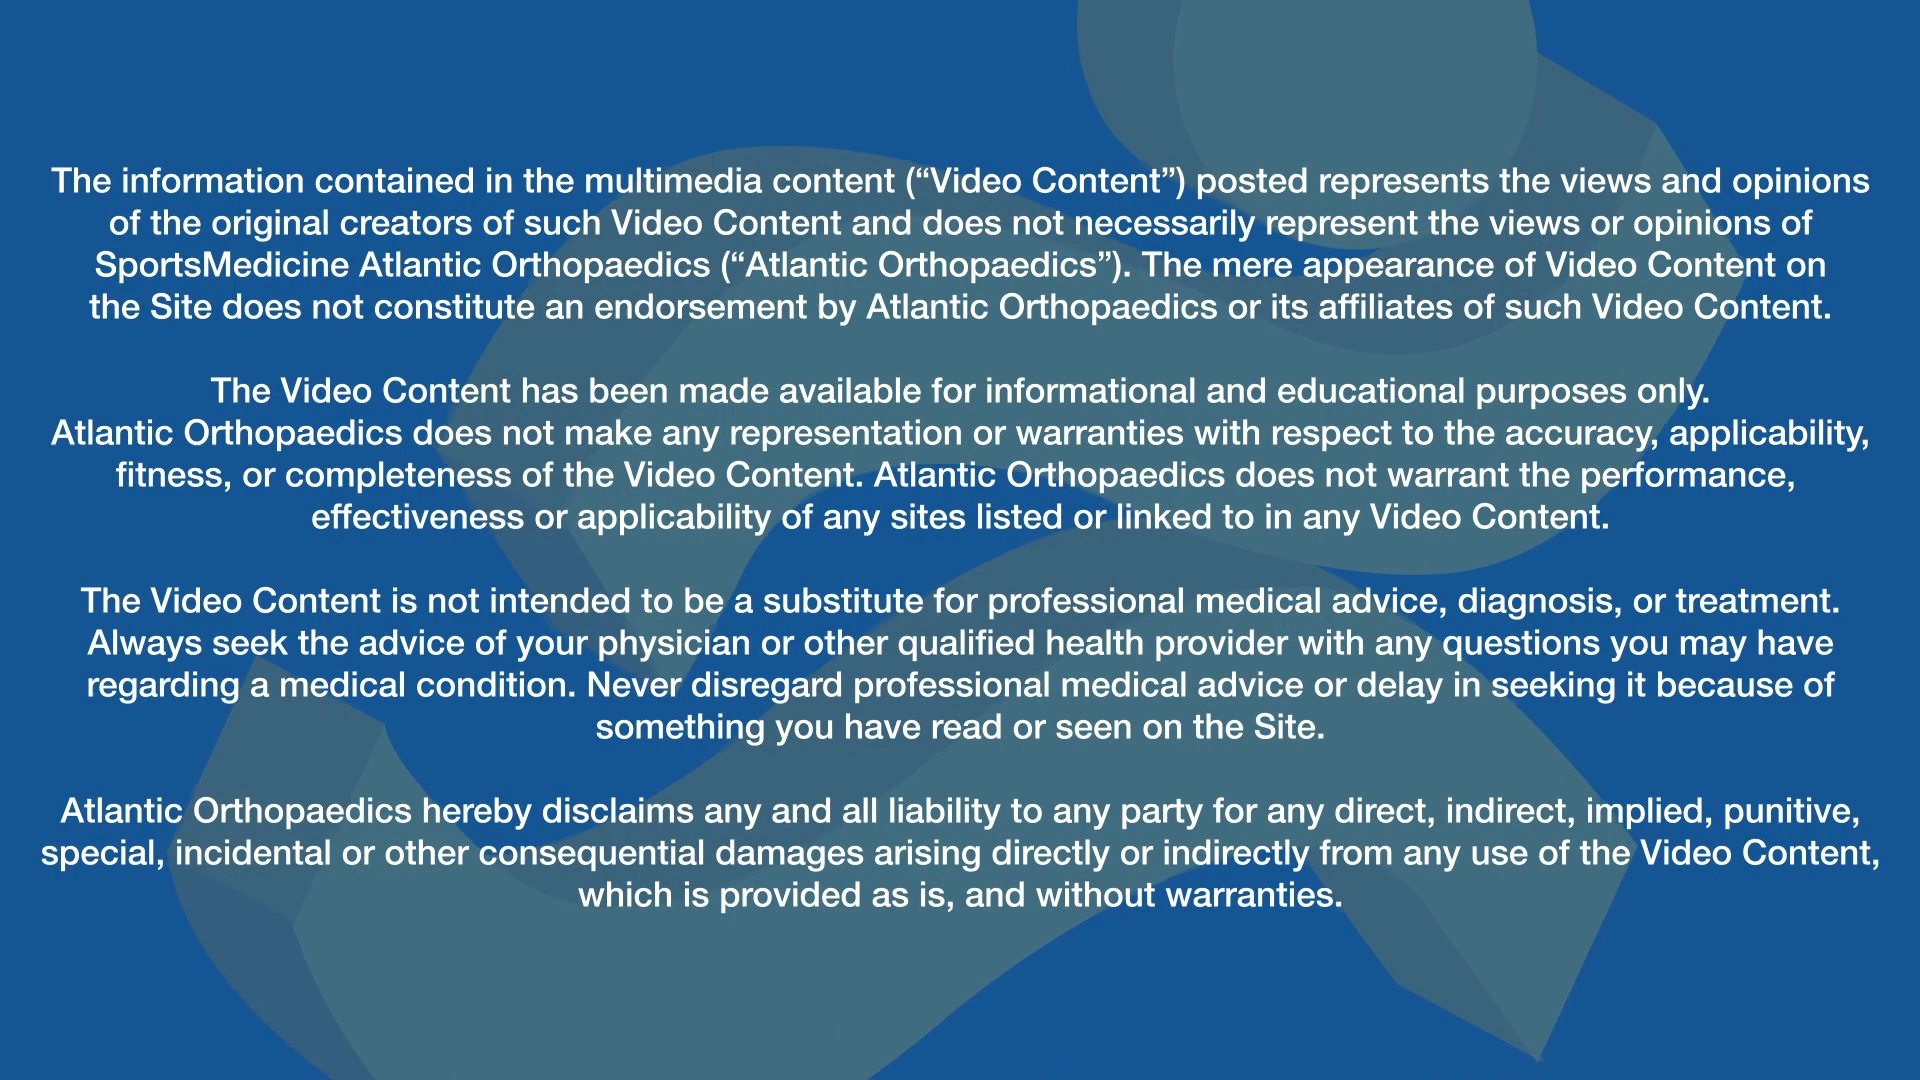 The information contained in the multimedia content (“Video Content”) posted represents the views and opinions
of the original creators of such Video Content and does not necessarily represent the views or opinions of
SportsMedicine Atlantic Orthopaedics (“Atlantic Orthopaedics”). The mere appearance of Video Content on
the Site does not constitute an endorsement by Atlantic Orthopaedics or its affiliates of such Video Content.
The Video Content has been made available for informational and educational purposes only.
Atlantic Orthopaedics does not make any representation or warranties with respect to the accuracy, applicability,
fitness, or completeness of the Video Content. Atlantic Orthopaedics does not warrant the performance,
effectiveness or applicability of any sites listed or linked to in any Video Content.
The Video Content is not intended to be a substitute for professional medical advice, diagnosis, or treatment.
Always seek the advice of your physician or other qualified health provider with any questions you may have
regarding a medical condition. Never disregard professional medical advice or delay in seeking it because of
something you have read or seen on the Site.
Atlantic Orthopaedics hereby disclaims any and all liability to any party for any direct, indirect, implied, punitive,
special, incidental or other consequential damages arising directly or indirectly from any use of the Video Content,
which is provided as is, and without warranties.